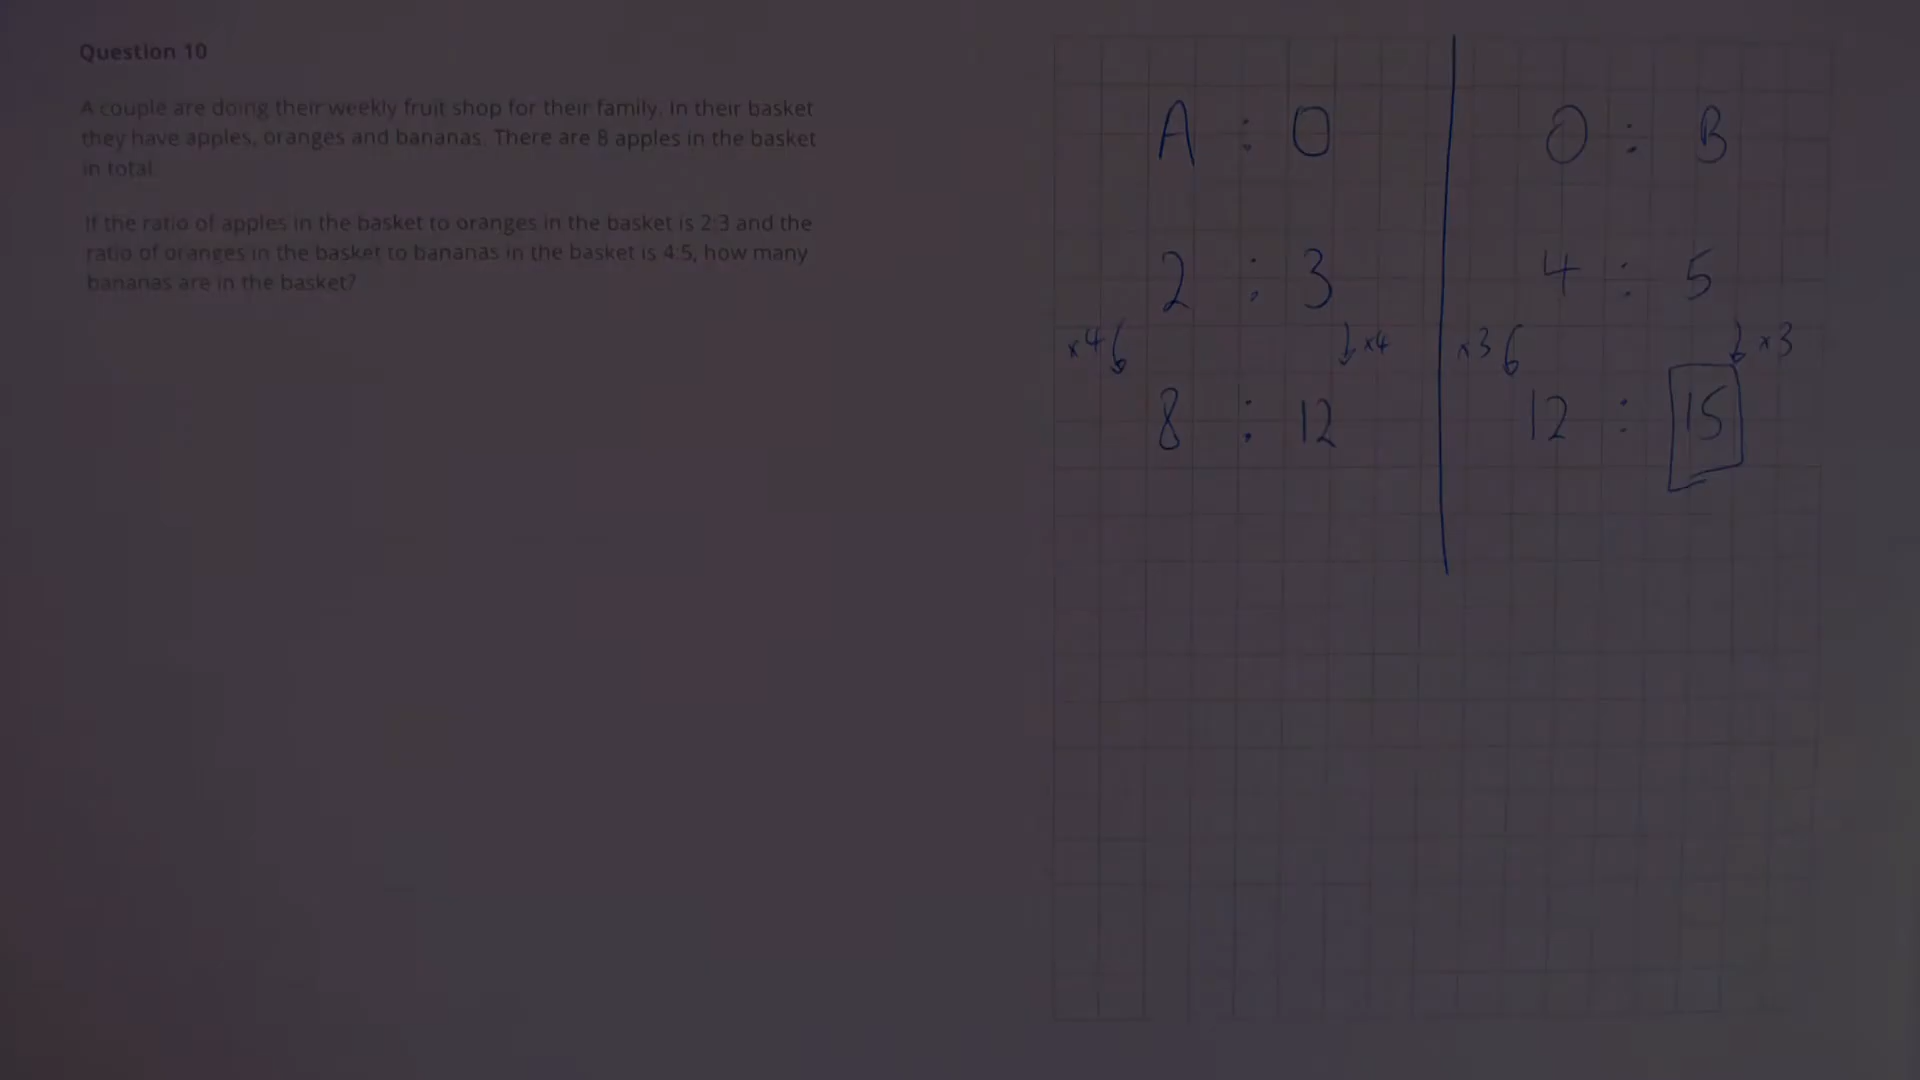 Question 10
A couple are doing their weekly fruit shop for their family. In their basket
they have apples, oranges and bananas. There are 8 apples in the basket
in total.
If the ratio of apples in the basket to oranges in the basket is 2:3 and the
ratio of oranges in the basket to bananas in the basket is 4:5, how many
bananas are in the basket?
A : O
2 : 3
×4 ×4
8 : 12
O : B
4 : 5
×3 ×3
12 : 15